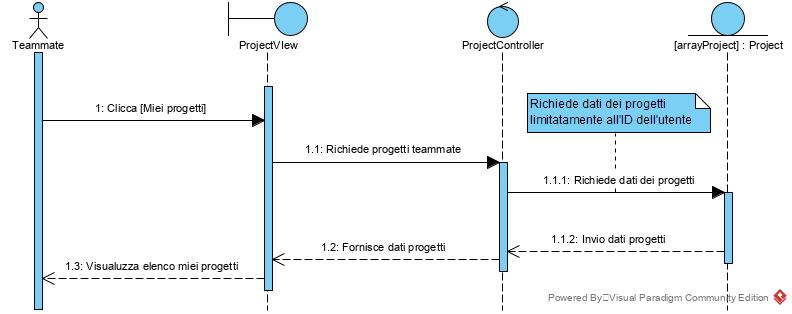 Teammate
ProjectVIew
ProjectController
[arrayProject] : Project
Richiede dati dei progetti
limitatamente all'ID dell'utente
1: Clicca [Miei progetti]
1.1: Richiede progetti teammate
1.1.1: Richiede dati dei progetti
1.1.2: Invio dati progetti
1.2: Fornisce dati progetti
1.3: Visualizza elenco miei progetti
Powered By Visual Paradigm Community Edition